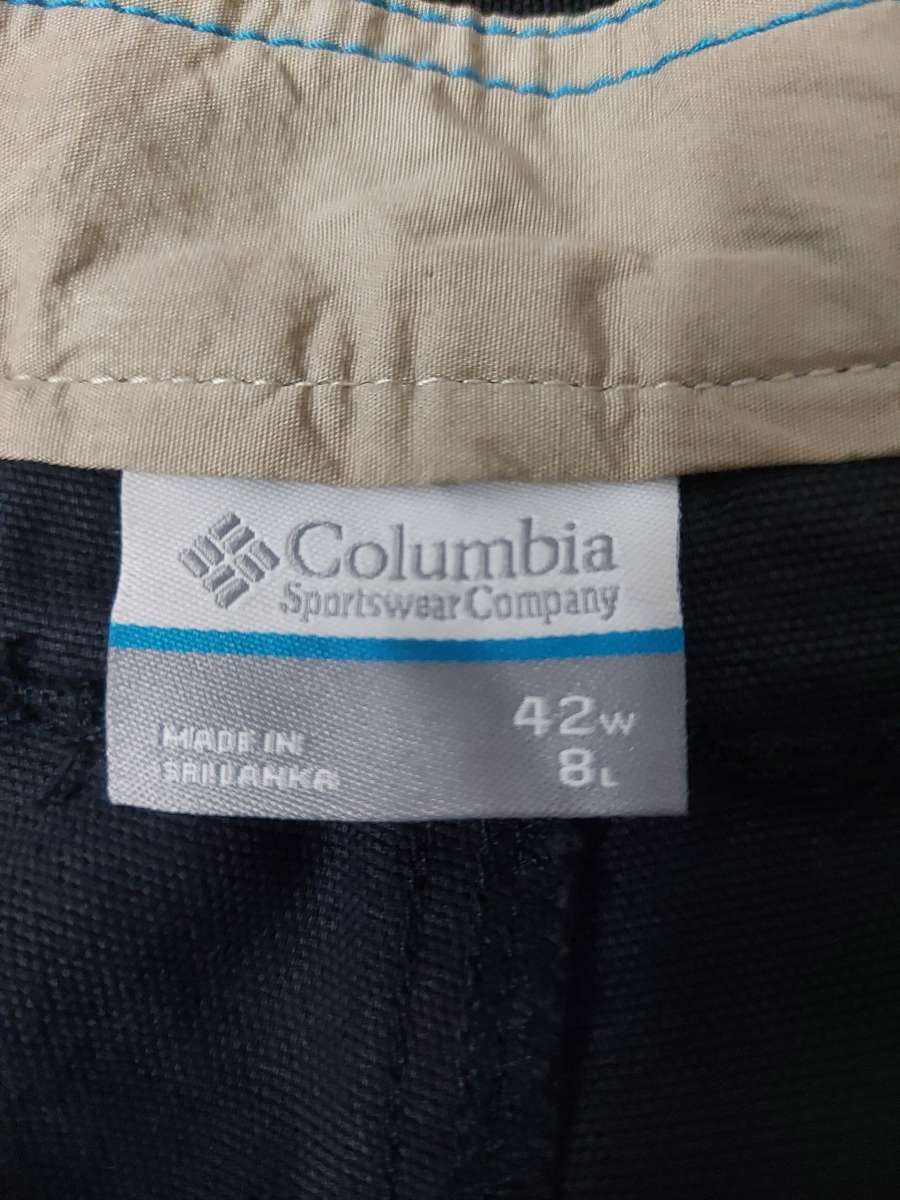 Columbia
Sportswear Company
42W
8L
MADE IN
SRI LANKA